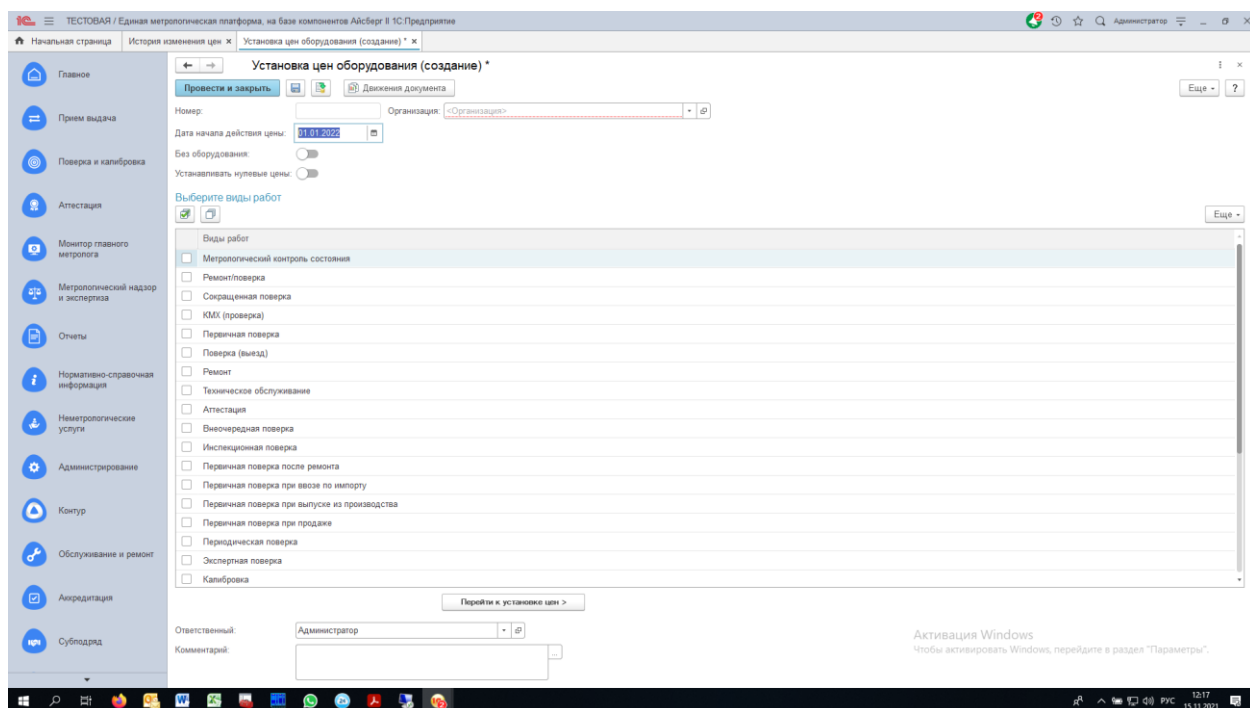 ТЕСТОВАЯ / Единая метрологическая платформа, на базе компонентов Айсберг II 1С:Предприятие
2
Администратор
Начальная страница
История изменения цен ×
Установка цен оборудования (создание) * ×
Главное
Прием выдача
Поверка и калибровка
Аттестация
Монитор главного
метролога
Метрологический надзор
и экспертиза
Отчеты
Нормативно-справочная
информация
Неметрологические
услуги
Администрирование
Контур
Обслуживание и ремонт
Аккредитация
Субподряд
Установка цен оборудования (создание) *
Провести и закрыть
Движения документа
Еще
?
Номер:
Организация: <Организация>
Дата начала действия цены: 01.01.2022
Без оборудования:
Устанавливать нулевые цены:
Выберите виды работ
Еще
Виды работ
Метрологический контроль состояния
Ремонт/поверка
Сокращенная поверка
КМХ (проверка)
Первичная поверка
Поверка (выезд)
Ремонт
Техническое обслуживание
Аттестация
Внеочередная поверка
Инспекционная поверка
Первичная поверка после ремонта
Первичная поверка при ввозе по импорту
Первичная поверка при выпуске из производства
Первичная поверка при продаже
Периодическая поверка
Экспертная поверка
Калибровка
Перейти к установке цен >
Ответственный: Администратор
Комментарий:
...
Активация Windows
Чтобы активировать Windows, перейдите в раздел "Параметры".
РУС
12:17
15.11.2021